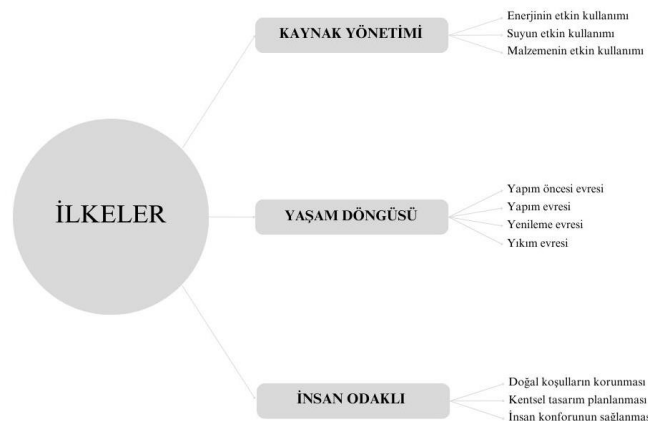 İLKELER
KAYNAK YÖNETİMİ
Enerjinin etkin kullanımı
Suyun etkin kullanımı
Malzemenin etkin kullanımı
YAŞAM DÖNGÜSÜ
Yapım öncesi evresi
Yapım evresi
Yenileme evresi
Yıkım evresi
İNSAN ODAKLI
Doğal koşulların korunması
Kentsel tasarım planlanması
İnsan konforunun sağlanması